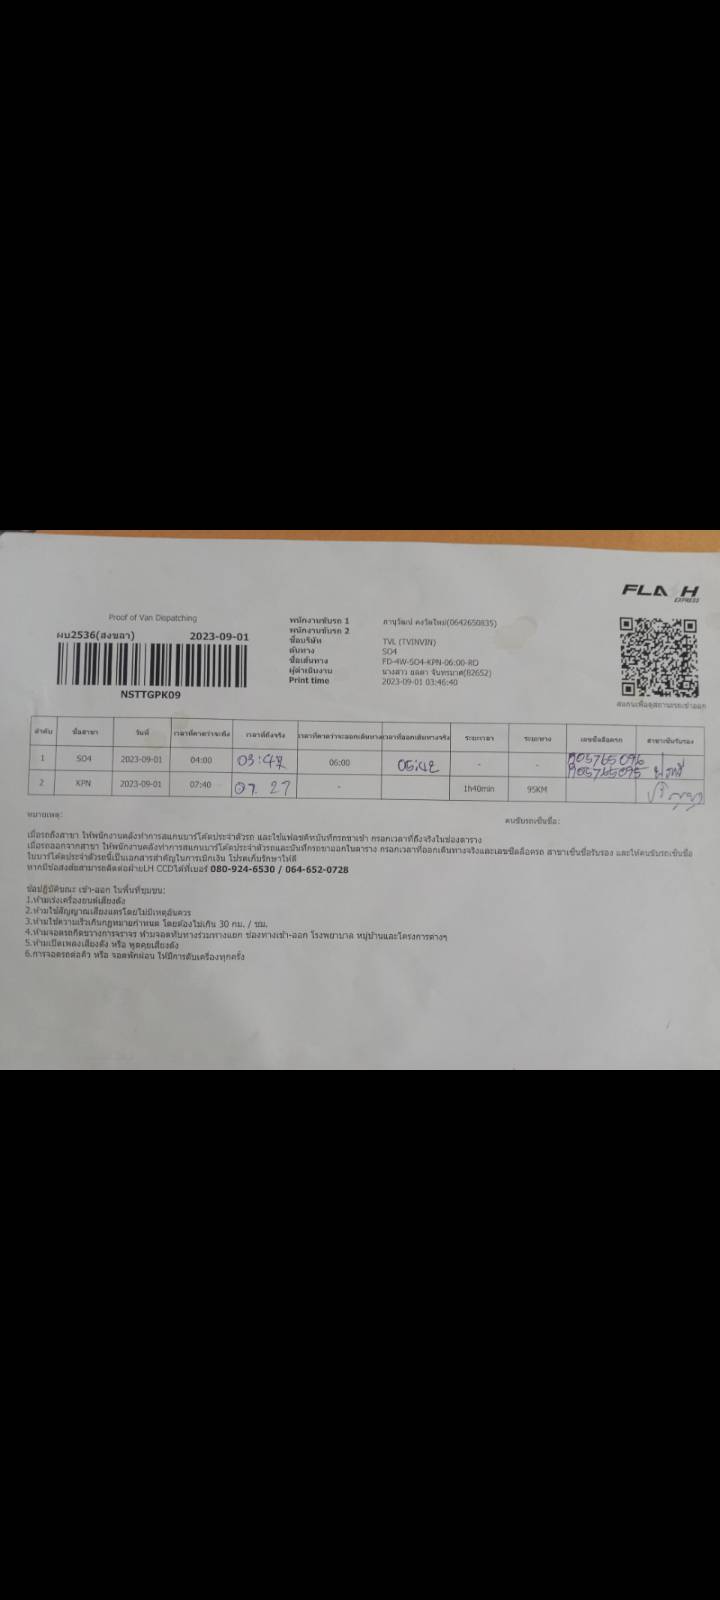 FLASH
EXPRESS
Proof of Van Dispatching
ผบ2536(สงขลา) 2023-09-01
NSTTGPK09
พนักงานขับรถ 1 ภานุวัฒน์ คงวัดใหม่(0642650835)
พนักงานขับรถ 2
ชื่อบริษัท TVL (TVINVIN)
ต้นทาง SO4
ชื่อเส้นทาง FD-4W-SO4-KPN-06:00-RD
ผู้ดำเนินงาน นางสาว ชลดา จันทรมาศ(82652)
Print time 2023-09-01 03:46:40
สแกนเพื่อดูสถานะรถเข้าออก
ลำดับ ชื่อสาขา วันที่ เวลาที่คาดว่าจะถึง เวลาที่ถึงจริง เวลาที่คาดว่าจะออกเดินทาง เวลาที่ออกเดินทางจริง ระยะเวลา ระยะทาง เลขซีลล็อครถ สาขาเซ็นรับรอง
1 SO4 2023-09-01 04:00 03:47 06:00 05:42 - - A05765096
A05765095
2 KPN 2023-09-01 07:40 07 27 - 1h40min 95KM
หมายเหตุ:
คนขับรถเซ็นชื่อ:
เมื่อรถถึงสาขา ให้พนักงานคลังทำการสแกนบาร์โค้ดประจำตัวรถ และใช้แฟลชคิทบันทึกรถขาเข้า กรอกเวลาที่ถึงจริงในช่องตาราง
เมื่อรถออกจากสาขา ให้พนักงานคลังทำการสแกนบาร์โค้ดประจำตัวรถและบันทึกรถขาออกในตาราง กรอกเวลาที่ออกเดินทางจริงและเลขซีลล็อครถ สาขาเซ็นชื่อรับรอง และให้คนขับรถเซ็นชื่อ
ใบบาร์โค้ดประจำตัวรถนี้เป็นเอกสารสำคัญในการเบิกเงิน โปรดเก็บรักษาให้ดี
หากมีข้อสงสัยสามารถติดต่อฝ่ายLH CCDได้ที่เบอร์ 080-924-6530 / 064-652-0728
ข้อปฏิบัติขณะ เข้า-ออก ในพื้นที่ชุมชน:
1.ห้ามเร่งเครื่องยนต์เสียงดัง
2.ห้ามใช้สัญญาณเสียงแตรโดยไม่มีเหตุอันควร
3.ห้ามใช้ความเร็วเกินกฎหมายกำหนด โดยต้องไม่เกิน 30 กม. / ชม.
4.ห้ามจอดรถกีดขวางการจราจร ห้ามจอดทับทางร่วมทางแยก ช่องทางเข้า-ออก โรงพยาบาล หมู่บ้านและโครงการต่างๆ
5.ห้ามเปิดเพลงเสียงดัง หรือ พูดคุยเสียงดัง
6.การจอดรถต่อคิว หรือ จอดพักผ่อน ให้มีการดับเครื่องทุกครั้ง